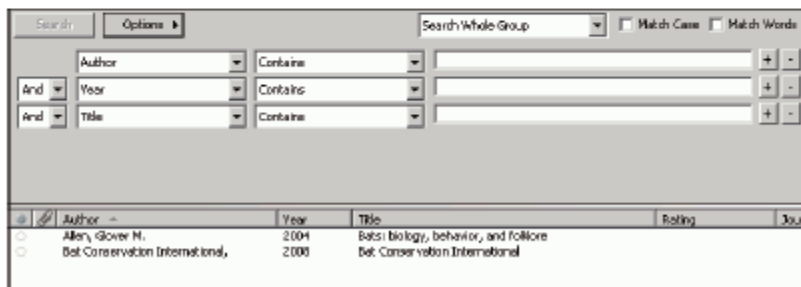 Search Options Search Whole Group Match Case Match Words
Author Contains + -
And Year Contains + -
And Title Contains + -
Author Year Title Rating Jou
Allen, Glover M. 2004 Bats: biology, behavior, and folklore
Bat Conservation International, 2008 Bat Conservation International